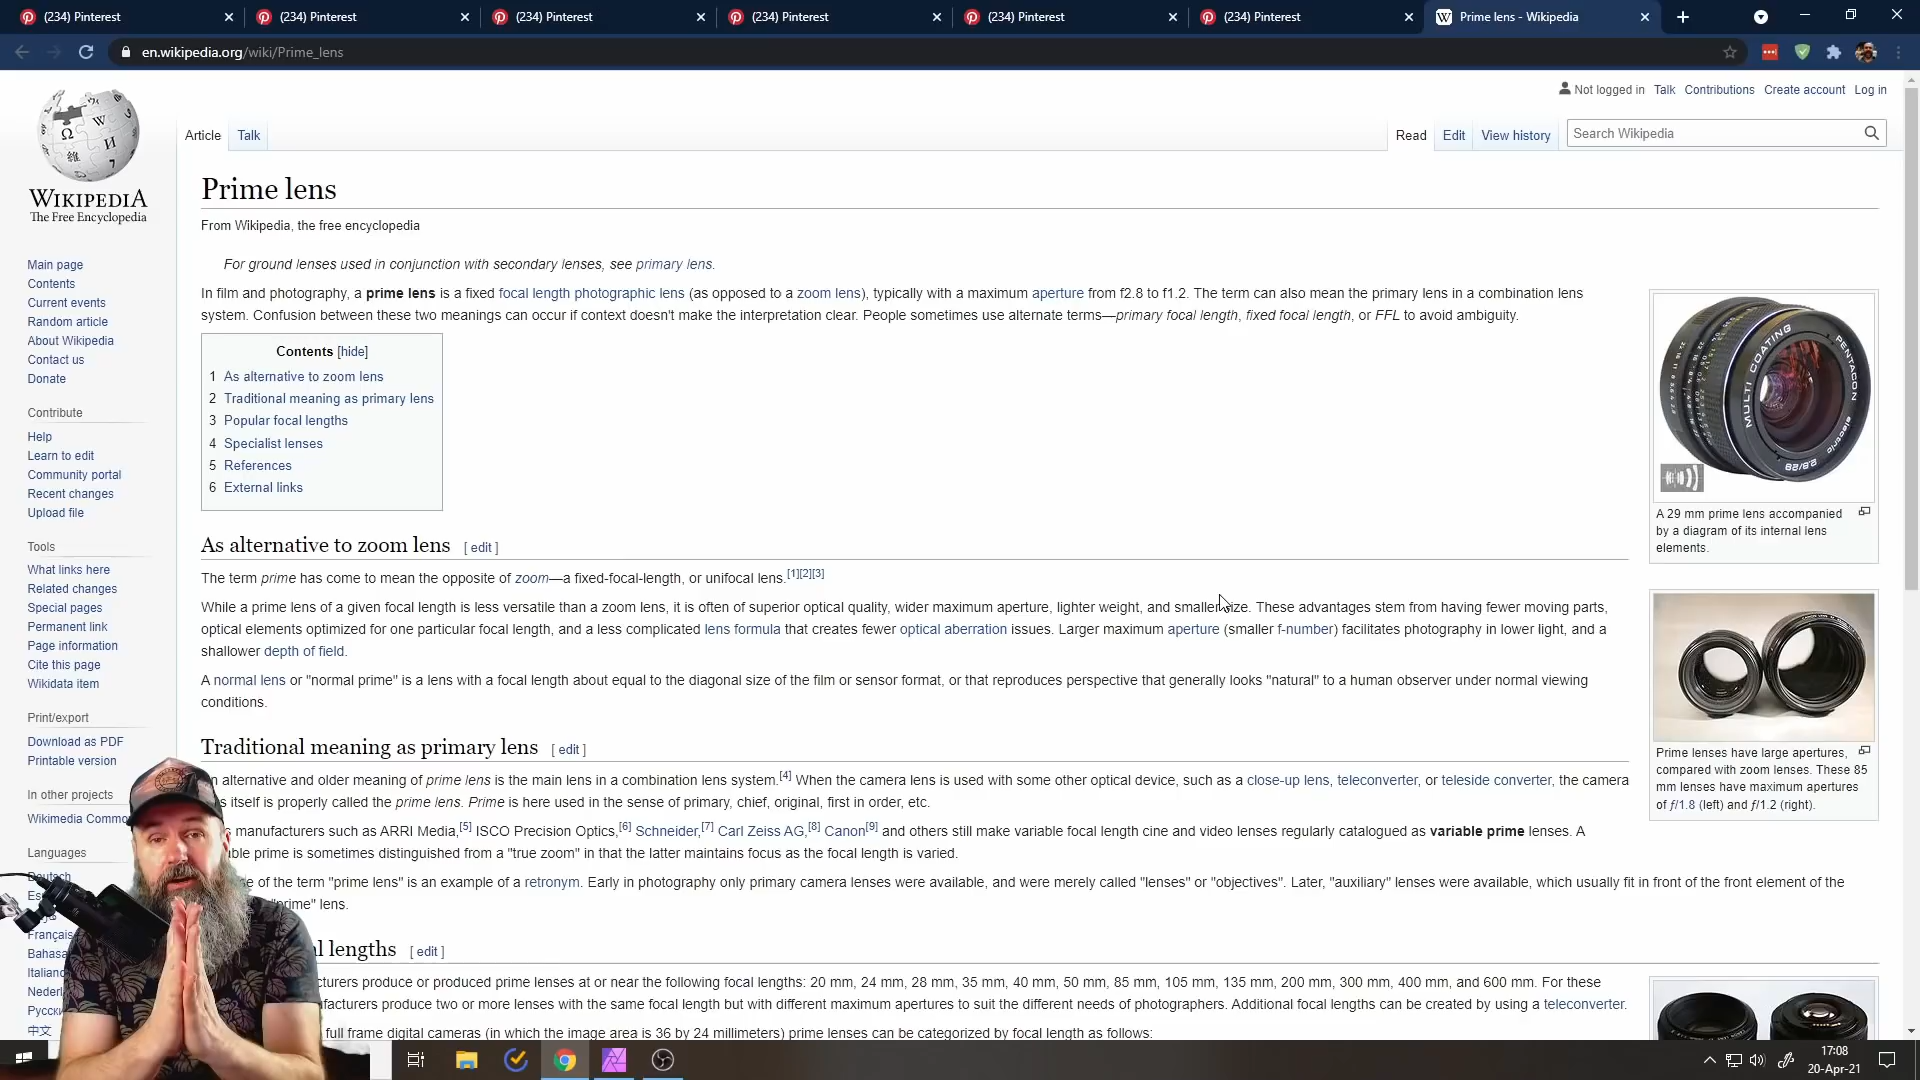 (234) Pinterest
(234) Pinterest
(234) Pinterest
(234) Pinterest
(234) Pinterest
(234) Pinterest
W Prime lens - Wikipedia
en.wikipedia.org/wiki/Prime_lens
Not logged in Talk Contributions Create account Log in
Article Talk
Read Edit View history Search Wikipedia
WIKIPEDIA
The Free Encyclopedia
Main page
Contents
Current events
Random article
About Wikipedia
Contact us
Donate
Contribute
Help
Learn to edit
Community portal
Recent changes
Upload file
Tools
What links here
Related changes
Special pages
Permanent link
Page information
Cite this page
Wikidata item
Print/export
Download as PDF
Printable version
In other projects
Wikimedia Commo
Languages
Deutsch
Es
Français
Bahasa
Italiano
Nederl
Русски
中文
Prime lens
From Wikipedia, the free encyclopedia
For ground lenses used in conjunction with secondary lenses, see primary lens.
In film and photography, a prime lens is a fixed focal length photographic lens (as opposed to a zoom lens), typically with a maximum aperture from f2.8 to f1.2. The term can also mean the primary lens in a combination lens
system. Confusion between these two meanings can occur if context doesn't make the interpretation clear. People sometimes use alternate terms—primary focal length, fixed focal length, or FFL to avoid ambiguity.
Contents [hide]
1 As alternative to zoom lens
2 Traditional meaning as primary lens
3 Popular focal lengths
4 Specialist lenses
5 References
6 External links
MULTI COATING
PENTACON
electric 2.8/29
A 29 mm prime lens accompanied
by a diagram of its internal lens
elements.
As alternative to zoom lens [ edit ]
The term prime has come to mean the opposite of zoom—a fixed-focal-length, or unifocal lens.[1][2][3]
While a prime lens of a given focal length is less versatile than a zoom lens, it is often of superior optical quality, wider maximum aperture, lighter weight, and smaller size. These advantages stem from having fewer moving parts,
optical elements optimized for one particular focal length, and a less complicated lens formula that creates fewer optical aberration issues. Larger maximum aperture (smaller f-number) facilitates photography in lower light, and a
shallower depth of field.
A normal lens or "normal prime" is a lens with a focal length about equal to the diagonal size of the film or sensor format, or that reproduces perspective that generally looks "natural" to a human observer under normal viewing
conditions.
Prime lenses have large apertures,
compared with zoom lenses. These 85
mm lenses have maximum apertures
of ƒ/1.8 (left) and ƒ/1.2 (right).
Traditional meaning as primary lens [ edit ]
n alternative and older meaning of prime lens is the main lens in a combination lens system.[4] When the camera lens is used with some other optical device, such as a close-up lens, teleconverter, or teleside converter, the camera
s itself is properly called the prime lens. Prime is here used in the sense of primary, chief, original, first in order, etc.
manufacturers such as ARRI Media,[5] ISCO Precision Optics,[6] Schneider,[7] Carl Zeiss AG,[8] Canon[9] and others still make variable focal length cine and video lenses regularly catalogued as variable prime lenses. A
ble prime is sometimes distinguished from a "true zoom" in that the latter maintains focus as the focal length is varied.
e of the term "prime lens" is an example of a retronym. Early in photography only primary camera lenses were available, and were merely called "lenses" or "objectives". Later, "auxiliary" lenses were available, which usually fit in front of the front element of the
"prime" lens.
l lengths [ edit ]
cturers produce or produced prime lenses at or near the following focal lengths: 20 mm, 24 mm, 28 mm, 35 mm, 40 mm, 50 mm, 85 mm, 105 mm, 135 mm, 200 mm, 300 mm, 400 mm, and 600 mm. For these
ufacturers produce two or more lenses with the same focal length but with different maximum apertures to suit the different needs of photographers. Additional focal lengths can be created by using a teleconverter.
full frame digital cameras (in which the image area is 36 by 24 millimeters) prime lenses can be categorized by focal length as follows:
17:08
20-Apr-21